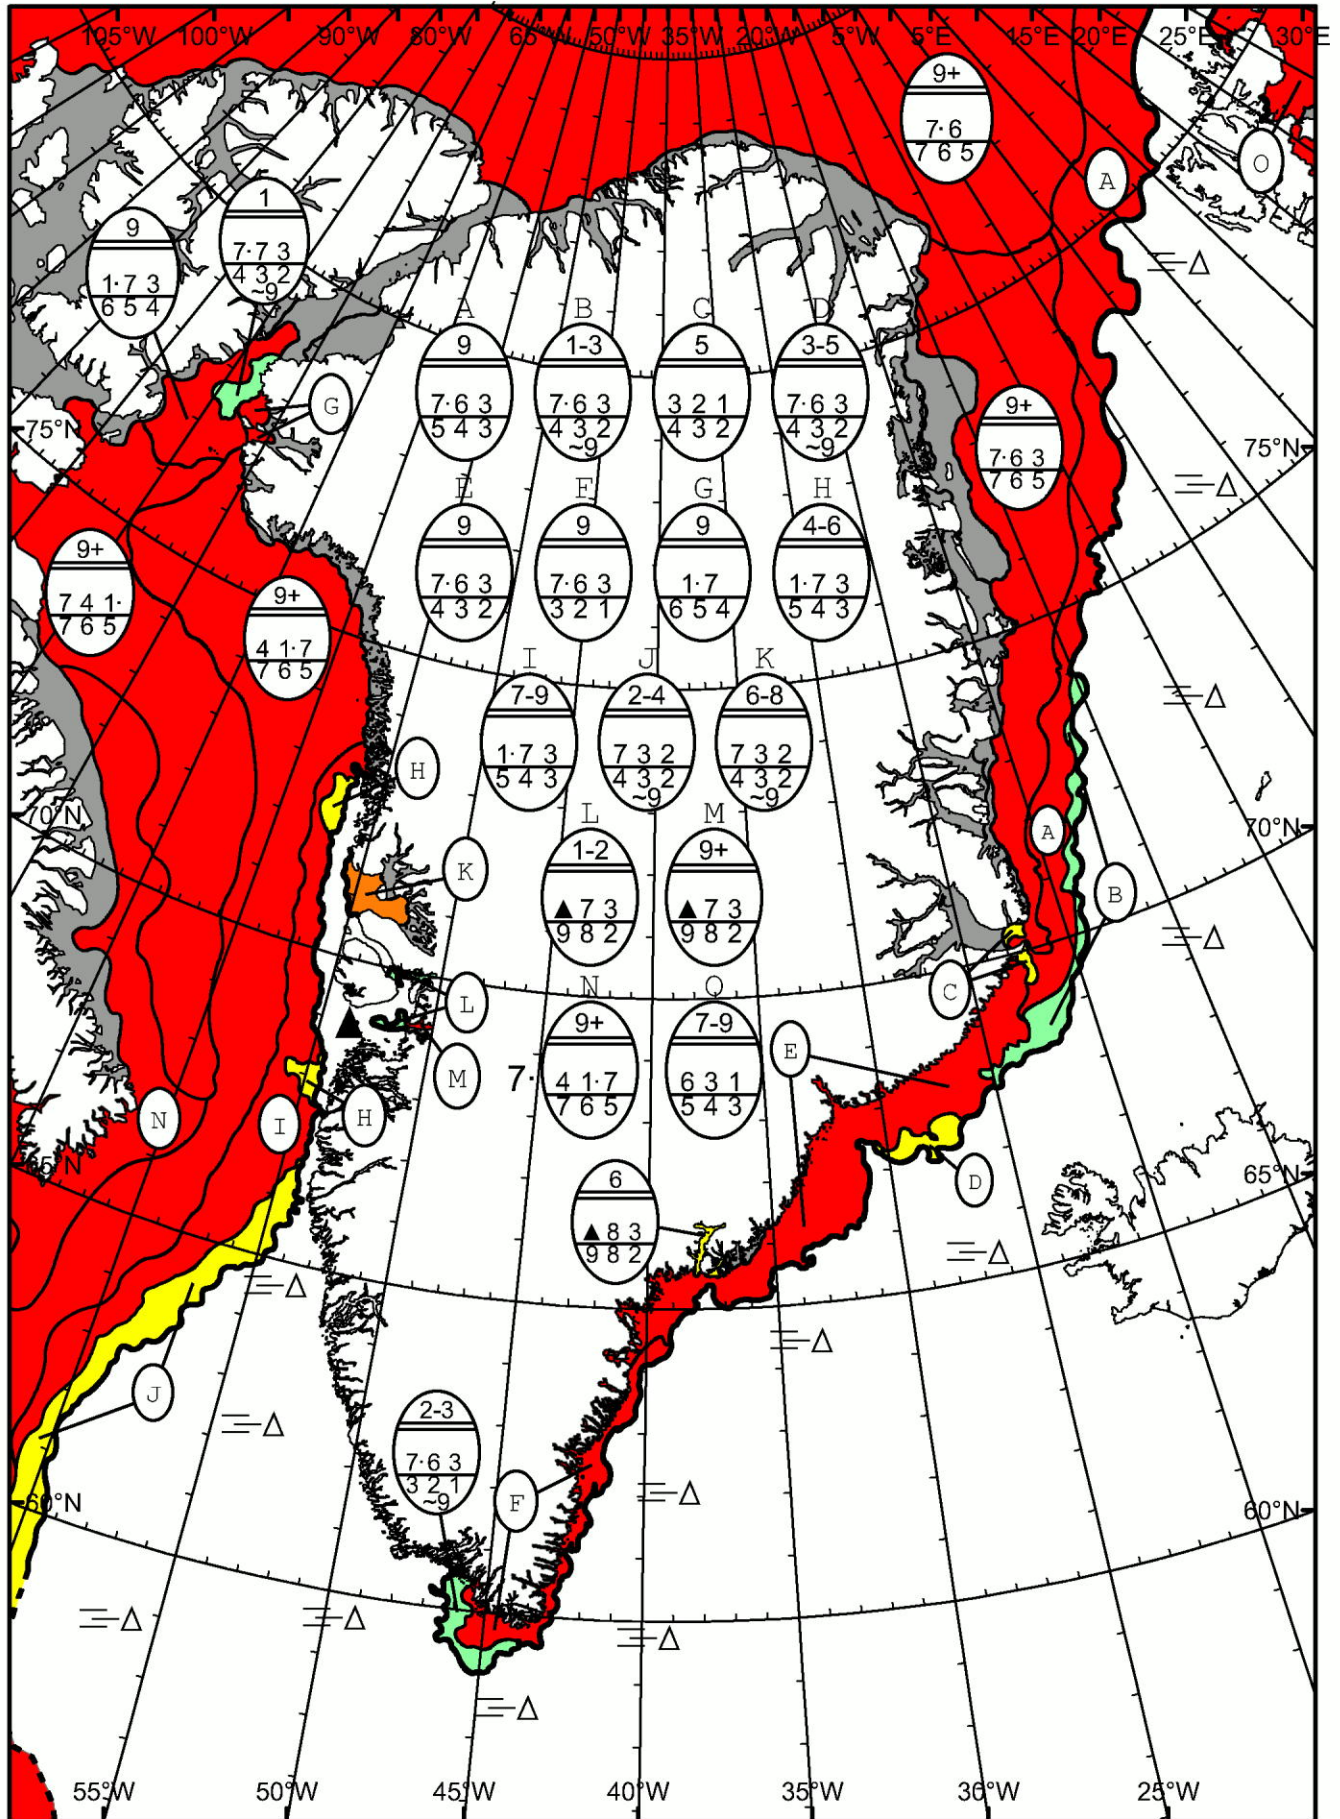 105°W 100°W 90°W 80°W 65°W 50°W 35°W 20°W 5°W 5°E 15°E 20°E 25°E 30°E
9+
7·6
7 6 5
A
O
1
7·7 3
4 3 2
~9
9
1·7 3
6 5 4
G
A B C D
9 1-3 5 3-5
7·6 3 7·6 3 3 2 1 7·6 3
5 4 3 4 3 2 4 3 2 4 3 2
~9 ~9
9+
7·6 3
7 6 5
75°N 75°N
E F G H
9 9 9 4-6
7·6 3 7·6 3 1·7 1·7 3
4 3 2 3 2 1 6 5 4 5 4 3
9+
7 4 1·
7 6 5
9+
4 1·7
7 6 5
I J K
7-9 2-4 6-8
1·7 3 7 3 2 7 3 2
5 4 3 4 3 2 4 3 2
~9 ~9
H
70°N 70°N
A
K
B
L M
1-2 9+
▲ 7 3 ▲ 7 3
9 8 2 9 8 2
C
L
N O
9+ 7-9
7· 4 1·7 6 3 1
7 6 5 5 4 3
E
M
N I H
65°N 65°N
D
6
▲ 8 3
9 8 2
J
2-3
7·6 3
3 2 1
~9
F
60°N 60°N
55°W 50°W 45°W 40°W 35°W 30°W 25°W